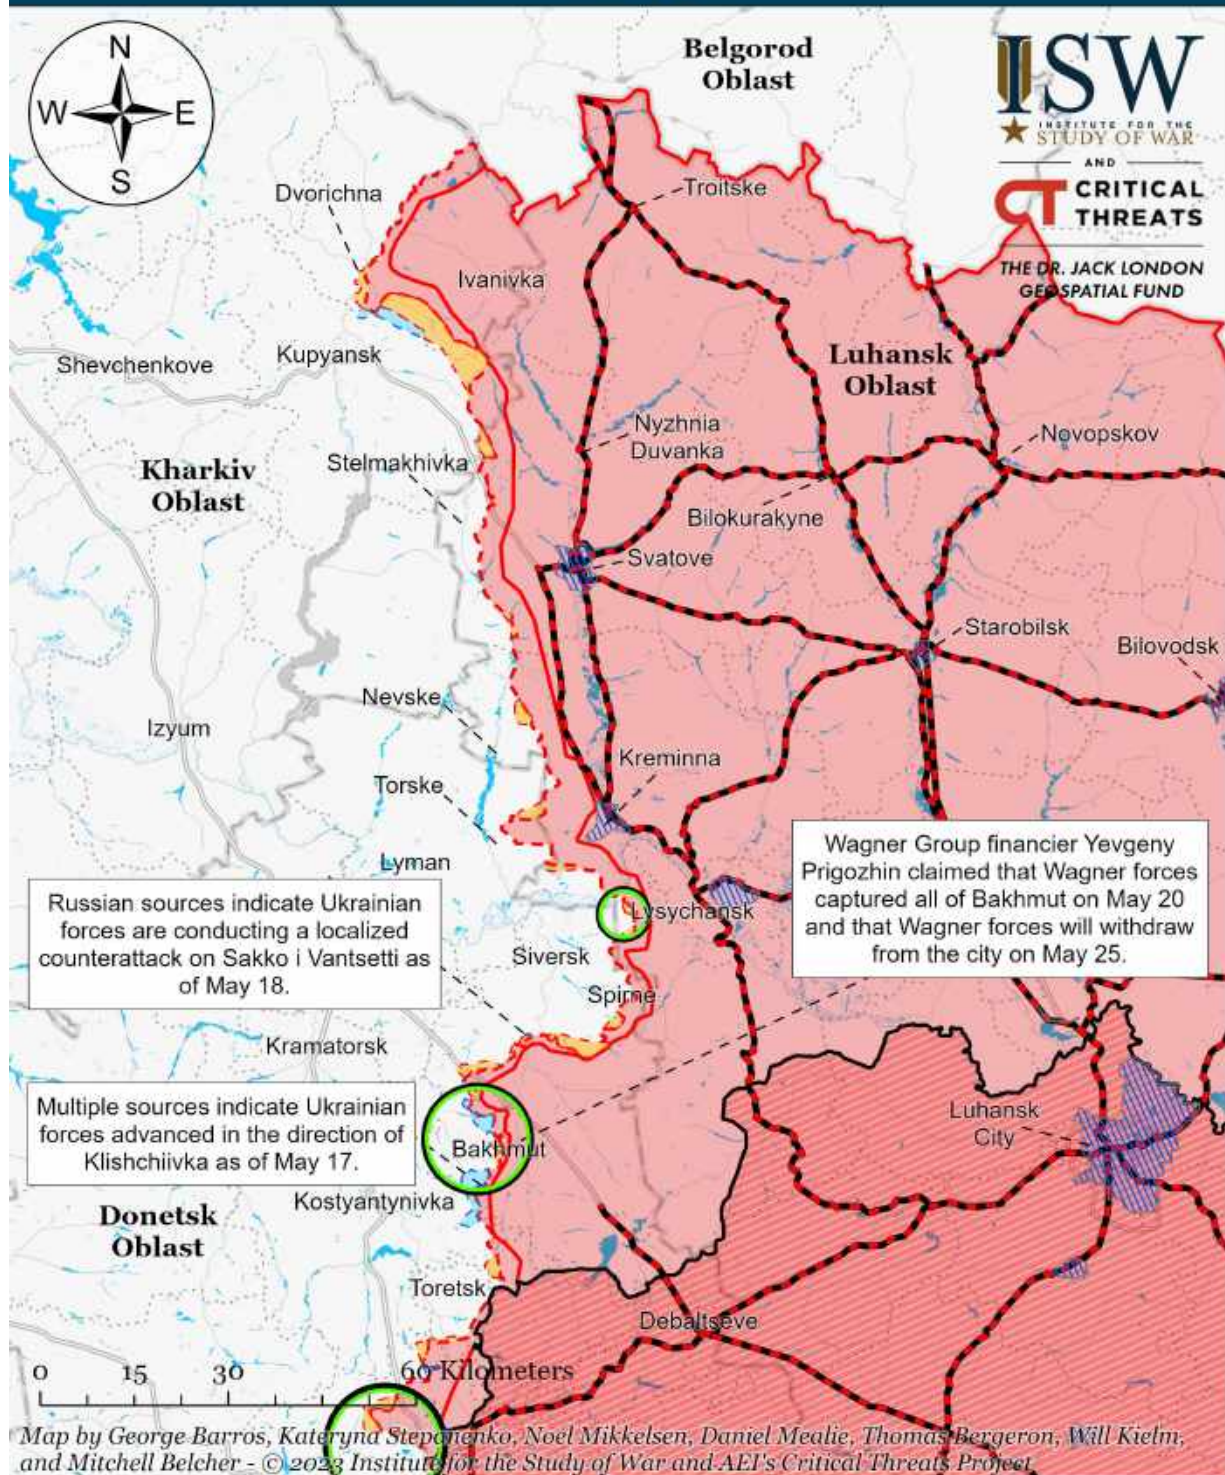 N
W
E
S
Belgorod
Oblast
ISW
INSTITUTE FOR THE
STUDY OF WAR
AND
CT CRITICAL
THREATS
THE DR. JACK LONDON
GEOSPATIAL FUND
Dvorichna
Troitske
Ivanivka
Shevchenkove
Kupyansk
Luhansk
Oblast
Nyzhnia
Duvanka
Novopskov
Kharkiv
Oblast
Stelmakhivka
Bilokurakyne
Svatove
Starobilsk
Bilovodsk
Nevske
Izyum
Kreminna
Torske
Lyman
Wagner Group financier Yevgeny
Prigozhin claimed that Wagner forces
captured all of Bakhmut on May 20
and that Wagner forces will withdraw
from the city on May 25.
Russian sources indicate Ukrainian
forces are conducting a localized
counterattack on Sakko i Vantsetti as
of May 18.
Lysychansk
Siversk
Spirne
Kramatorsk
Multiple sources indicate Ukrainian
forces advanced in the direction of
Klishchiivka as of May 17.
Bakhmut
Luhansk
City
Kostyantynivka
Donetsk
Oblast
Toretsk
Debaltseve
0 15 30 60 Kilometers
Map by George Barros, Kateryna Stepanenko, Noel Mikkelsen, Daniel Mealie, Thomas Bergeron, Will Kielm,
and Mitchell Belcher - © 2023 Institute for the Study of War and AEI's Critical Threats Project